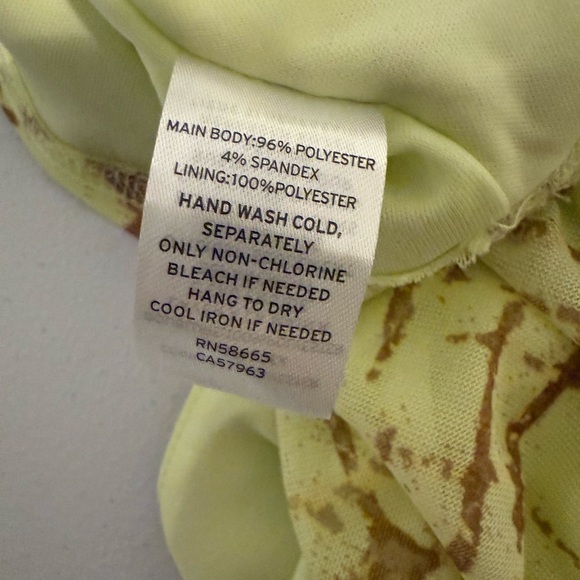 MAIN BODY:96% POLYESTER
4% SPANDEX
LINING:100%POLYESTER
HAND WASH COLD,
SEPARATELY
ONLY NON-CHLORINE
BLEACH IF NEEDED
HANG TO DRY
COOL IRON IF NEEDED
RN58665
CA57963